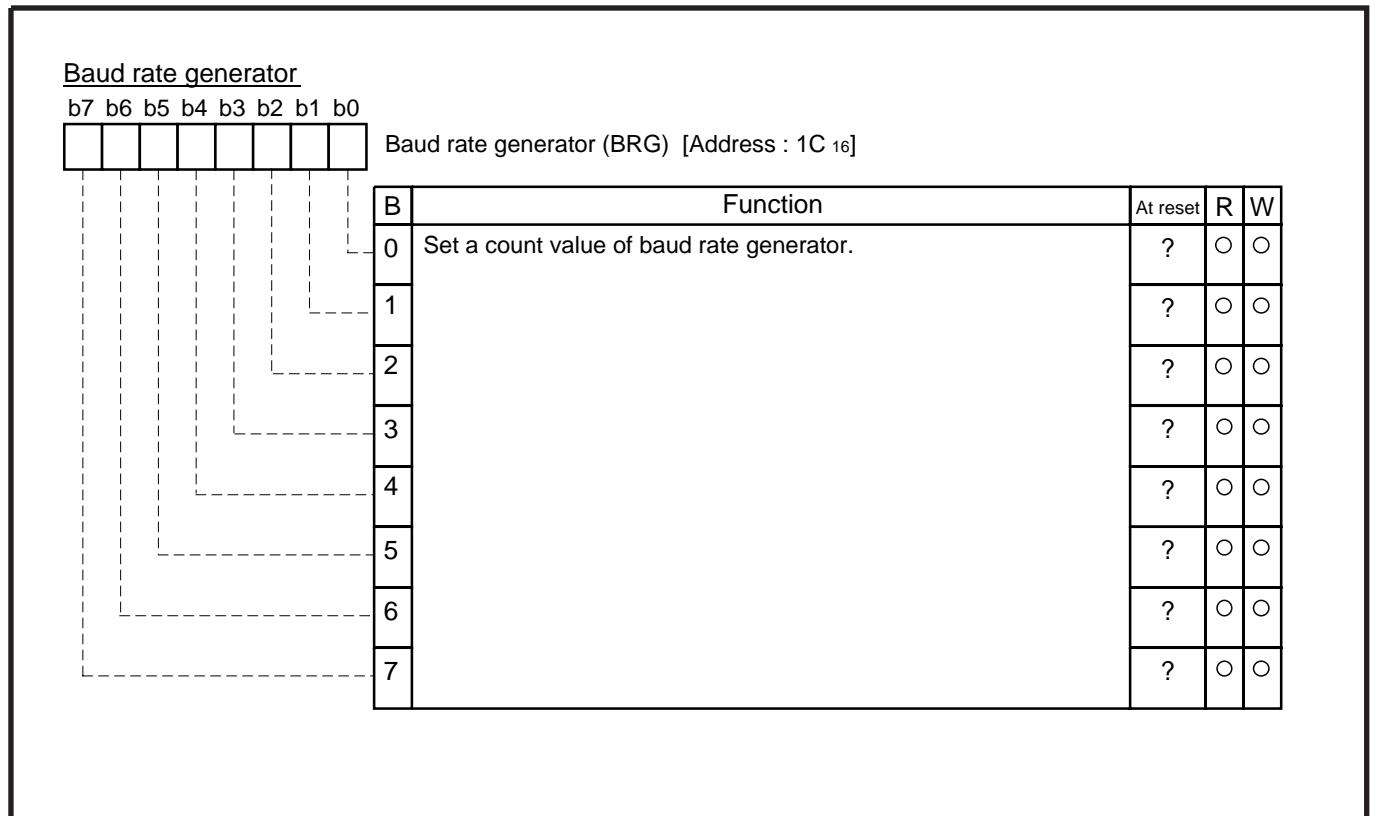 Baud rate generator
b7 b6 b5 b4 b3 b2 b1 b0
Baud rate generator (BRG) [Address : 1C 16]
B Function At reset R W
0 Set a count value of baud rate generator. ? ○ ○
1 ? ○ ○
2 ? ○ ○
3 ? ○ ○
4 ? ○ ○
5 ? ○ ○
6 ? ○ ○
7 ? ○ ○